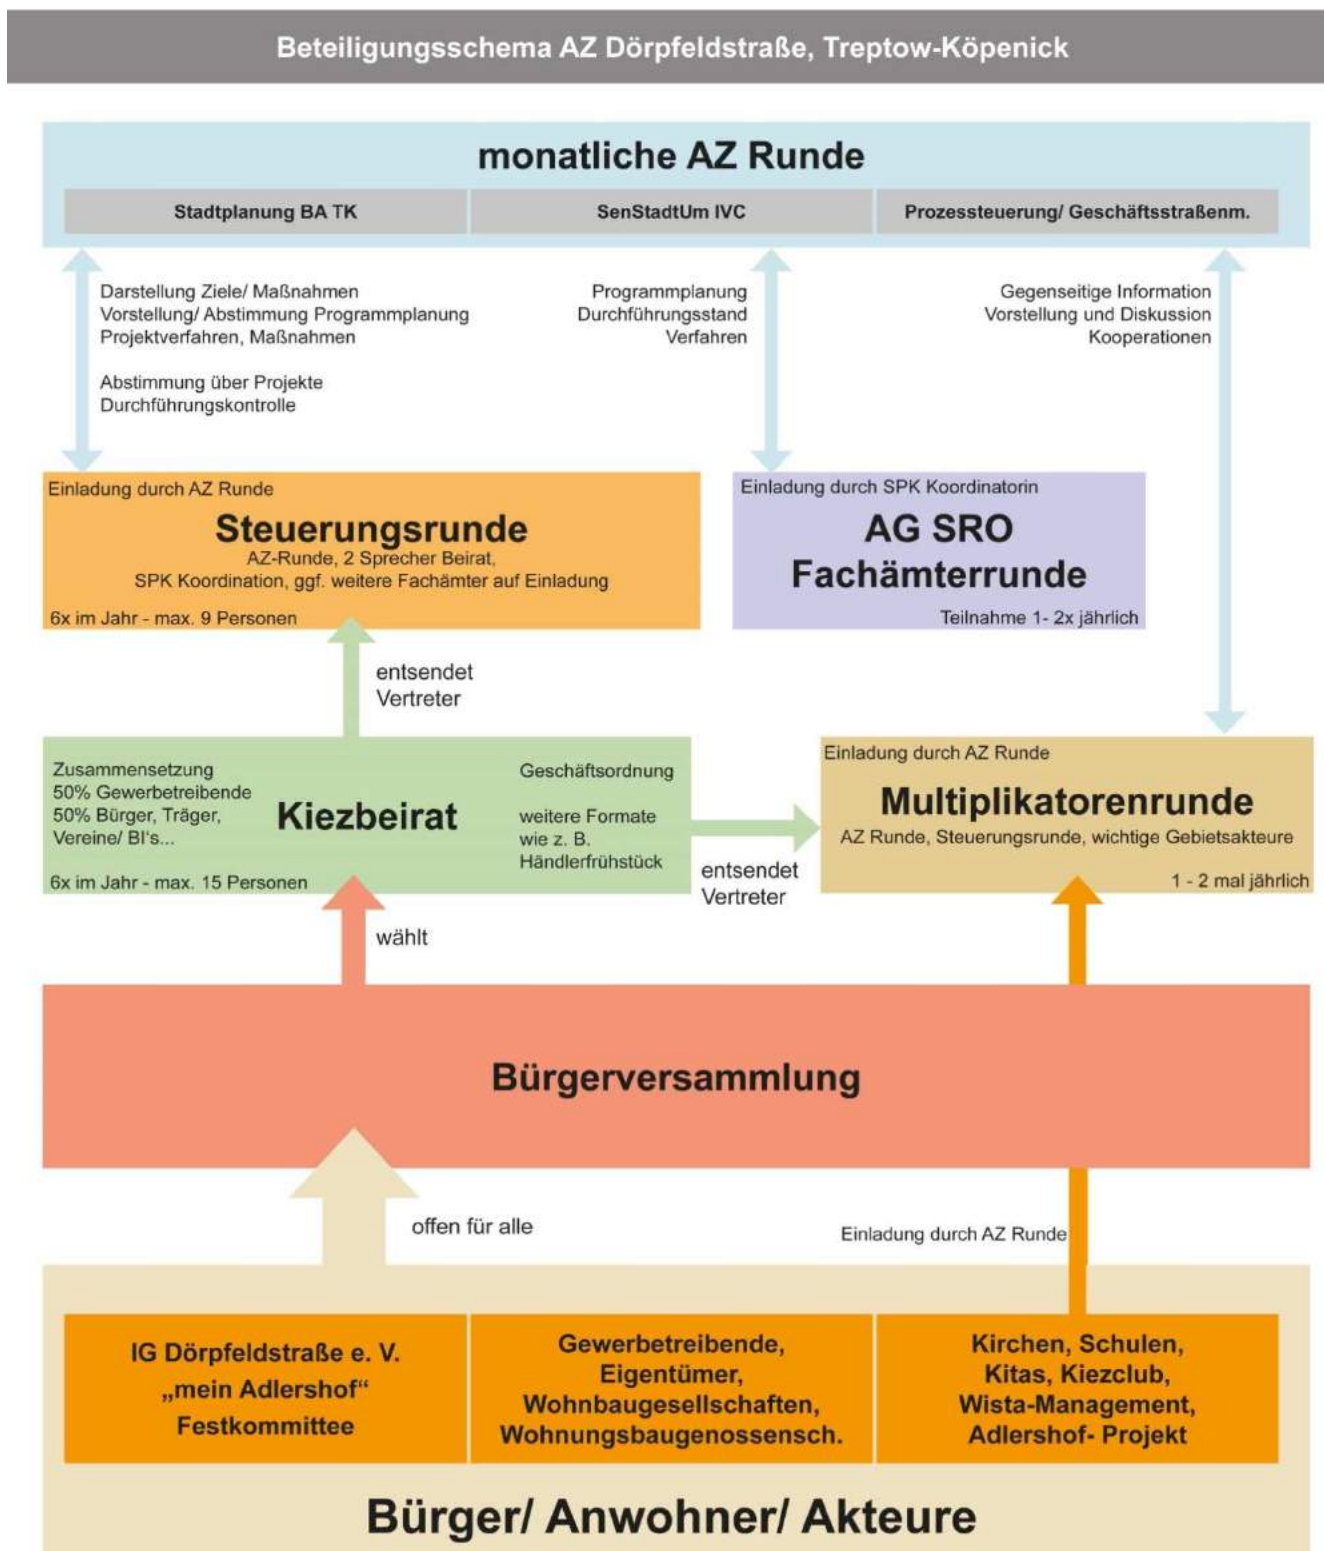 Beteiligungsschema AZ Dörpfeldstraße, Treptow-Köpenick
monatliche AZ Runde
Stadtplanung BA TK
SenStadtUm IVC
Prozessteuerung/ Geschäftsstraßenm.
Darstellung Ziele/ Maßnahmen
Vorstellung/ Abstimmung Programmplanung
Projektverfahren, Maßnahmen
Abstimmung über Projekte
Durchführungskontrolle
Programmplanung
Durchführungsstand
Verfahren
Gegenseitige Information
Vorstellung und Diskussion
Kooperationen
Einladung durch AZ Runde
Steuerungsrunde
AZ-Runde, 2 Sprecher Beirat,
SPK Koordination, ggf. weitere Fachämter auf Einladung
6x im Jahr - max. 9 Personen
Einladung durch SPK Koordinatorin
AG SRO
Fachämterrunde
Teilnahme 1- 2x jährlich
entsendet
Vertreter
Zusammensetzung
50% Gewerbetreibende
50% Bürger, Träger,
Vereine/ BI's...
Kiezbeirat
Geschäftsordnung
weitere Formate
wie z. B.
Händlerfrühstück
6x im Jahr - max. 15 Personen
entsendet
Vertreter
Einladung durch AZ Runde
Multiplikatorenrunde
AZ Runde, Steuerungsrunde, wichtige Gebietsakteure
1 - 2 mal jährlich
wählt
Bürgerversammlung
offen für alle
Einladung durch AZ Runde
IG Dörpfeldstraße e. V.
„mein Adlershof“
Festkommittee
Gewerbetreibende,
Eigentümer,
Wohnbaugesellschaften,
Wohnungsbaugenossensch.
Kirchen, Schulen,
Kitas, Kiezclub,
Wista-Management,
Adlershof- Projekt
Bürger/ Anwohner/ Akteure